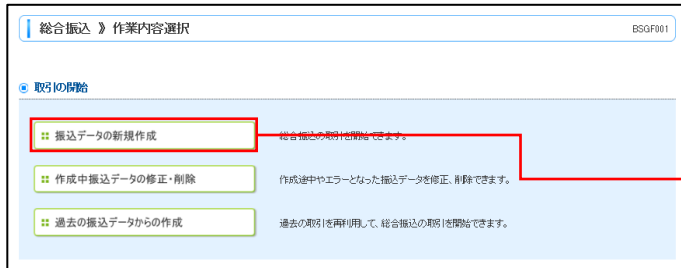 総合振込 》 作業内容選択
BSGF001
取引の開始
振込データの新規作成
総合振込の取引を開始できます。
作成中振込データの修正・削除
作成途中やエラーとなった振込データを修正、削除できます。
過去の振込データからの作成
過去の取引を再利用して、総合振込の取引を開始できます。